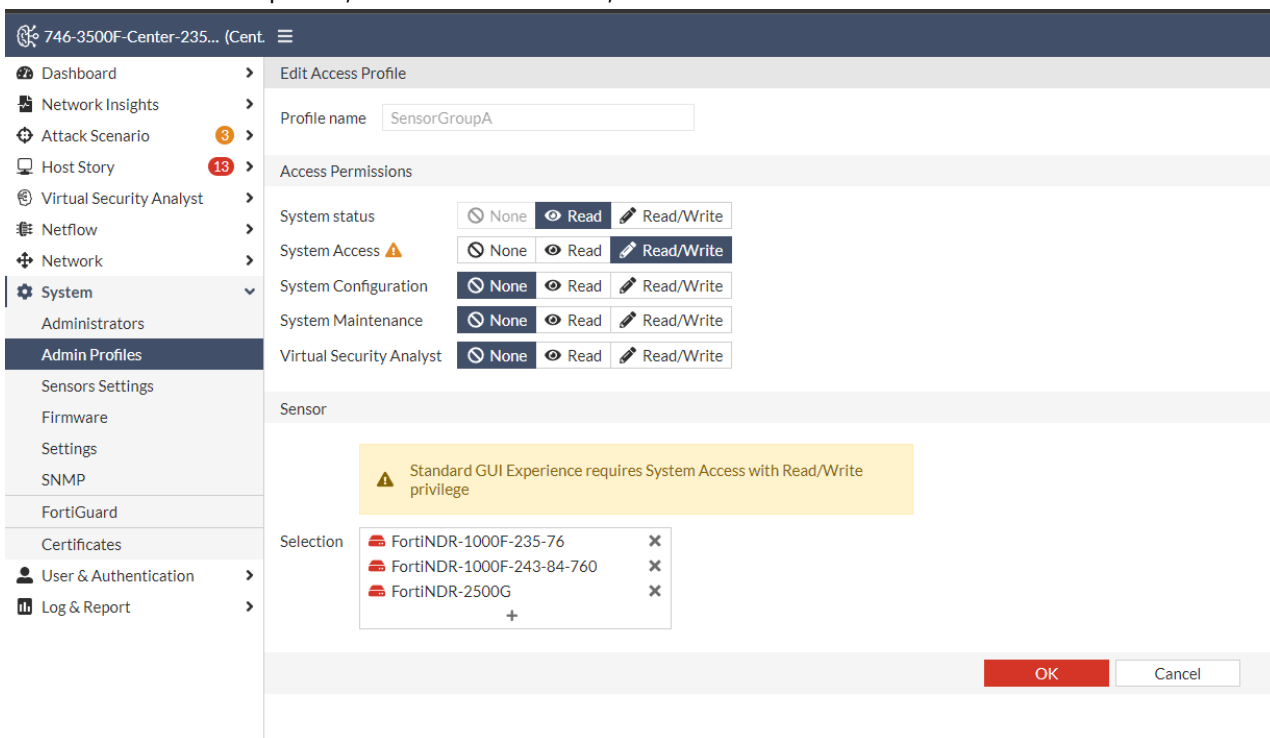 746-3500F-Center-235... (Cent.
Dashboard
Network Insights
Attack Scenario 3
Host Story 13
Virtual Security Analyst
Netflow
Network
System
Administrators
Admin Profiles
Sensors Settings
Firmware
Settings
SNMP
FortiGuard
Certificates
User & Authentication
Log & Report
Edit Access Profile
Profile name SensorGroupA
Access Permissions
System status None Read Read/Write
System Access None Read Read/Write
System Configuration None Read Read/Write
System Maintenance None Read Read/Write
Virtual Security Analyst None Read Read/Write
Sensor
Standard GUI Experience requires System Access with Read/Write
privilege
Selection FortiNDR-1000F-235-76
FortiNDR-1000F-243-84-760
FortiNDR-2500G
+
OK Cancel